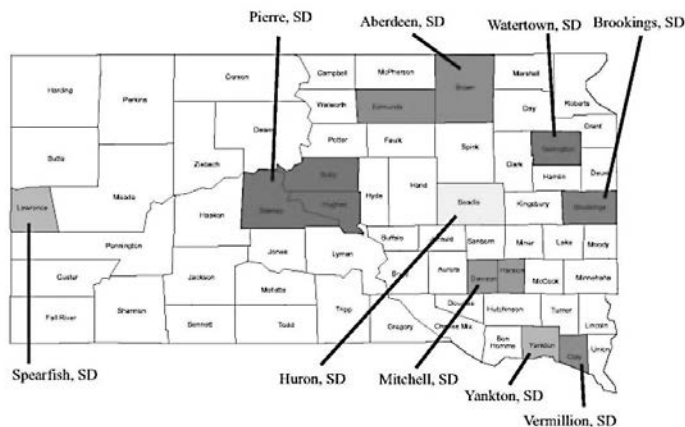 Pierre, SD
Aberdeen, SD
Watertown, SD
Brookings, SD
Harding
Perkins
Corson
Campbell
McPherson
Brown
Marshall
Roberts
Walworth
Edmunds
Day
Grant
Butte
Ziebach
Dewey
Potter
Faulk
Spink
Clark
Codington
Hamlin
Deuel
Lawrence
Meade
Haakon
Stanley
Sully
Hughes
Hyde
Hand
Beadle
Kingsbury
Brookings
Pennington
Jones
Lyman
Buffalo
Jerauld
Sanborn
Miner
Lake
Moody
Custer
Jackson
Mellette
Aurora
Davison
Hanson
McCook
Minnehaha
Fall River
Shannon
Bennett
Todd
Tripp
Gregory
Charles Mix
Douglas
Hutchinson
Turner
Lincoln
Bon
Homme
Yankton
Clay
Union
Spearfish, SD
Huron, SD
Mitchell, SD
Yankton, SD
Vermillion, SD